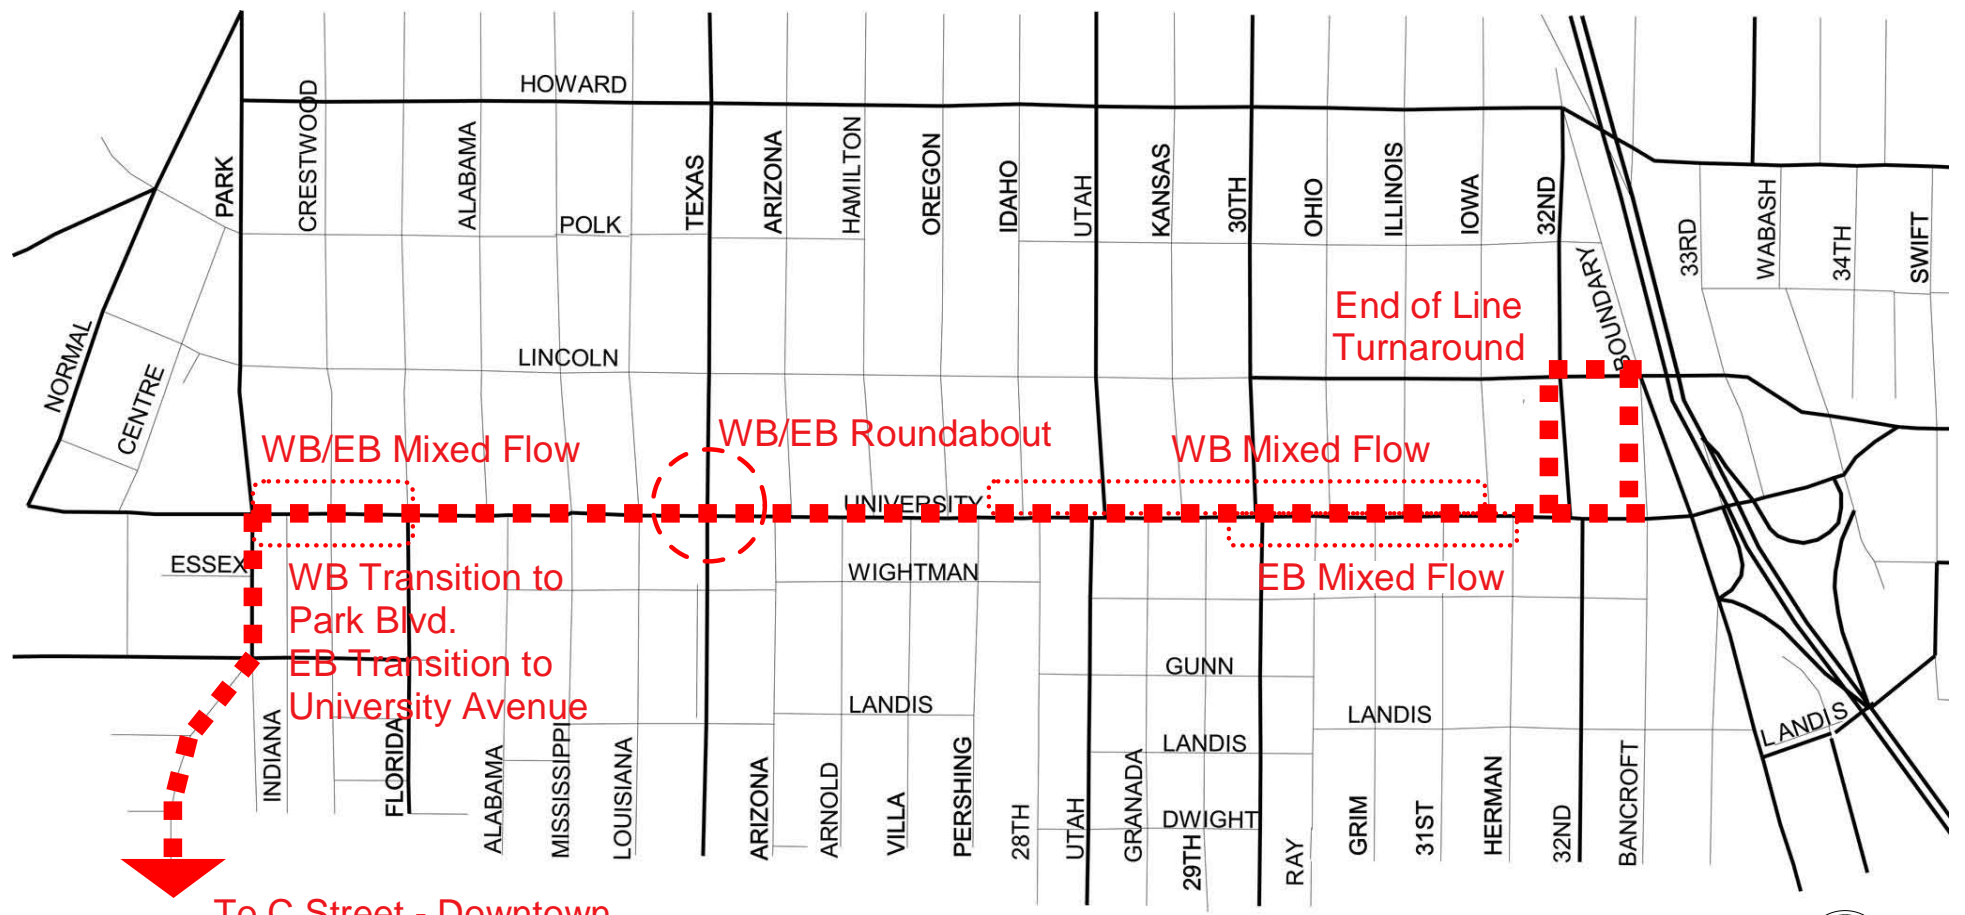 HOWARD
PARK
CRESTWOOD
ALABAMA
TEXAS
ARIZONA
HAMILTON
OREGON
IDAHO
UTAH
KANSAS
30TH
OHIO
ILLINOIS
IOWA
32ND
BOUNDARY
33RD
WABASH
34TH
SWIFT
POLK
NORMAL
CENTRE
LINCOLN
End of Line
Turnaround
WB/EB Mixed Flow
WB/EB Roundabout
WB Mixed Flow
UNIVERSITY
ESSEX
WB Transition to
Park Blvd.
EB Transition to
University Avenue
WIGHTMAN
EB Mixed Flow
GUNN
LANDIS
LANDIS
LANDIS
LANDIS
DWIGHT
INDIANA
FLORIDA
ALABAMA
MISSISSIPPI
LOUISIANA
ARIZONA
ARNOLD
VILLA
PERSHING
28TH
UTAH
GRANADA
29TH
RAY
GRIM
31ST
HERMAN
32ND
BANCROFT
To C Street - Downtown